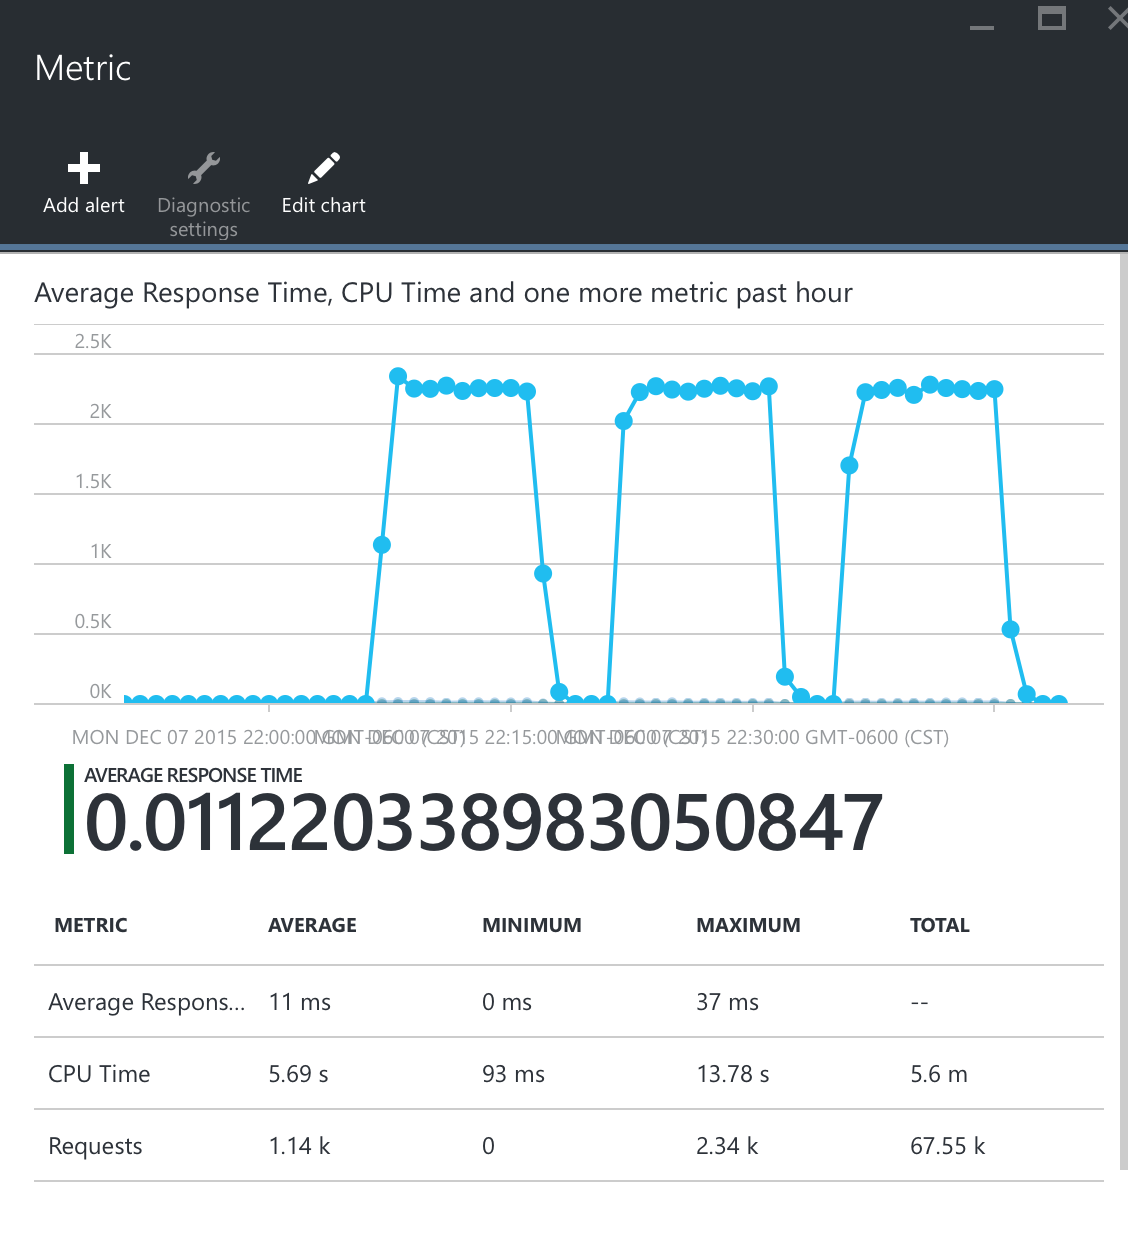 Metric
Add alert
Diagnostic
settings
Edit chart
Average Response Time, CPU Time and one more metric past hour
2.5K
2K
1.5K
1K
0.5K
0K
MON DEC 07 2015 22:00:00 GMT-0600 (CST)
MON DEC 07 2015 22:15:00 GMT-0600 (CST)
MON DEC 07 2015 22:30:00 GMT-0600 (CST)
AVERAGE RESPONSE TIME
0.011220338983050847
METRIC AVERAGE MINIMUM MAXIMUM TOTAL
Average Respons... 11 ms 0 ms 37 ms --
CPU Time 5.69 s 93 ms 13.78 s 5.6 m
Requests 1.14 k 0 2.34 k 67.55 k